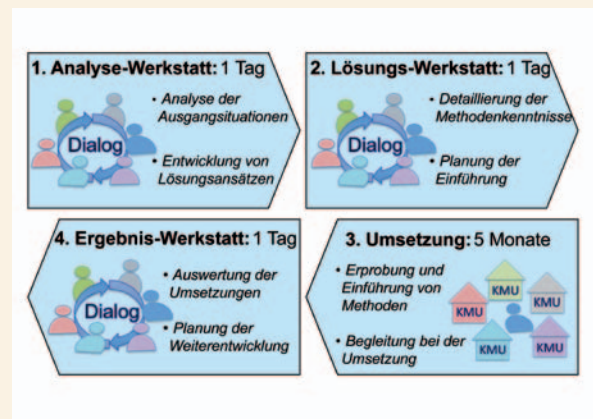 1. Analyse-Werkstatt: 1 Tag
• Analyse der
Ausgangsituationen
• Entwicklung von
Lösungsansätzen
Dialog
2. Lösungs-Werkstatt: 1 Tag
• Detaillierung der
Methodenkenntnisse
• Planung der
Einführung
Dialog
3. Umsetzung: 5 Monate
• Erprobung und
Einführung von
Methoden
• Begleitung bei der
Umsetzung
KMU
KMU
KMU
KMU
KMU
4. Ergebnis-Werkstatt: 1 Tag
• Auswertung der
Umsetzungen
• Planung der
Weiterentwicklung
Dialog